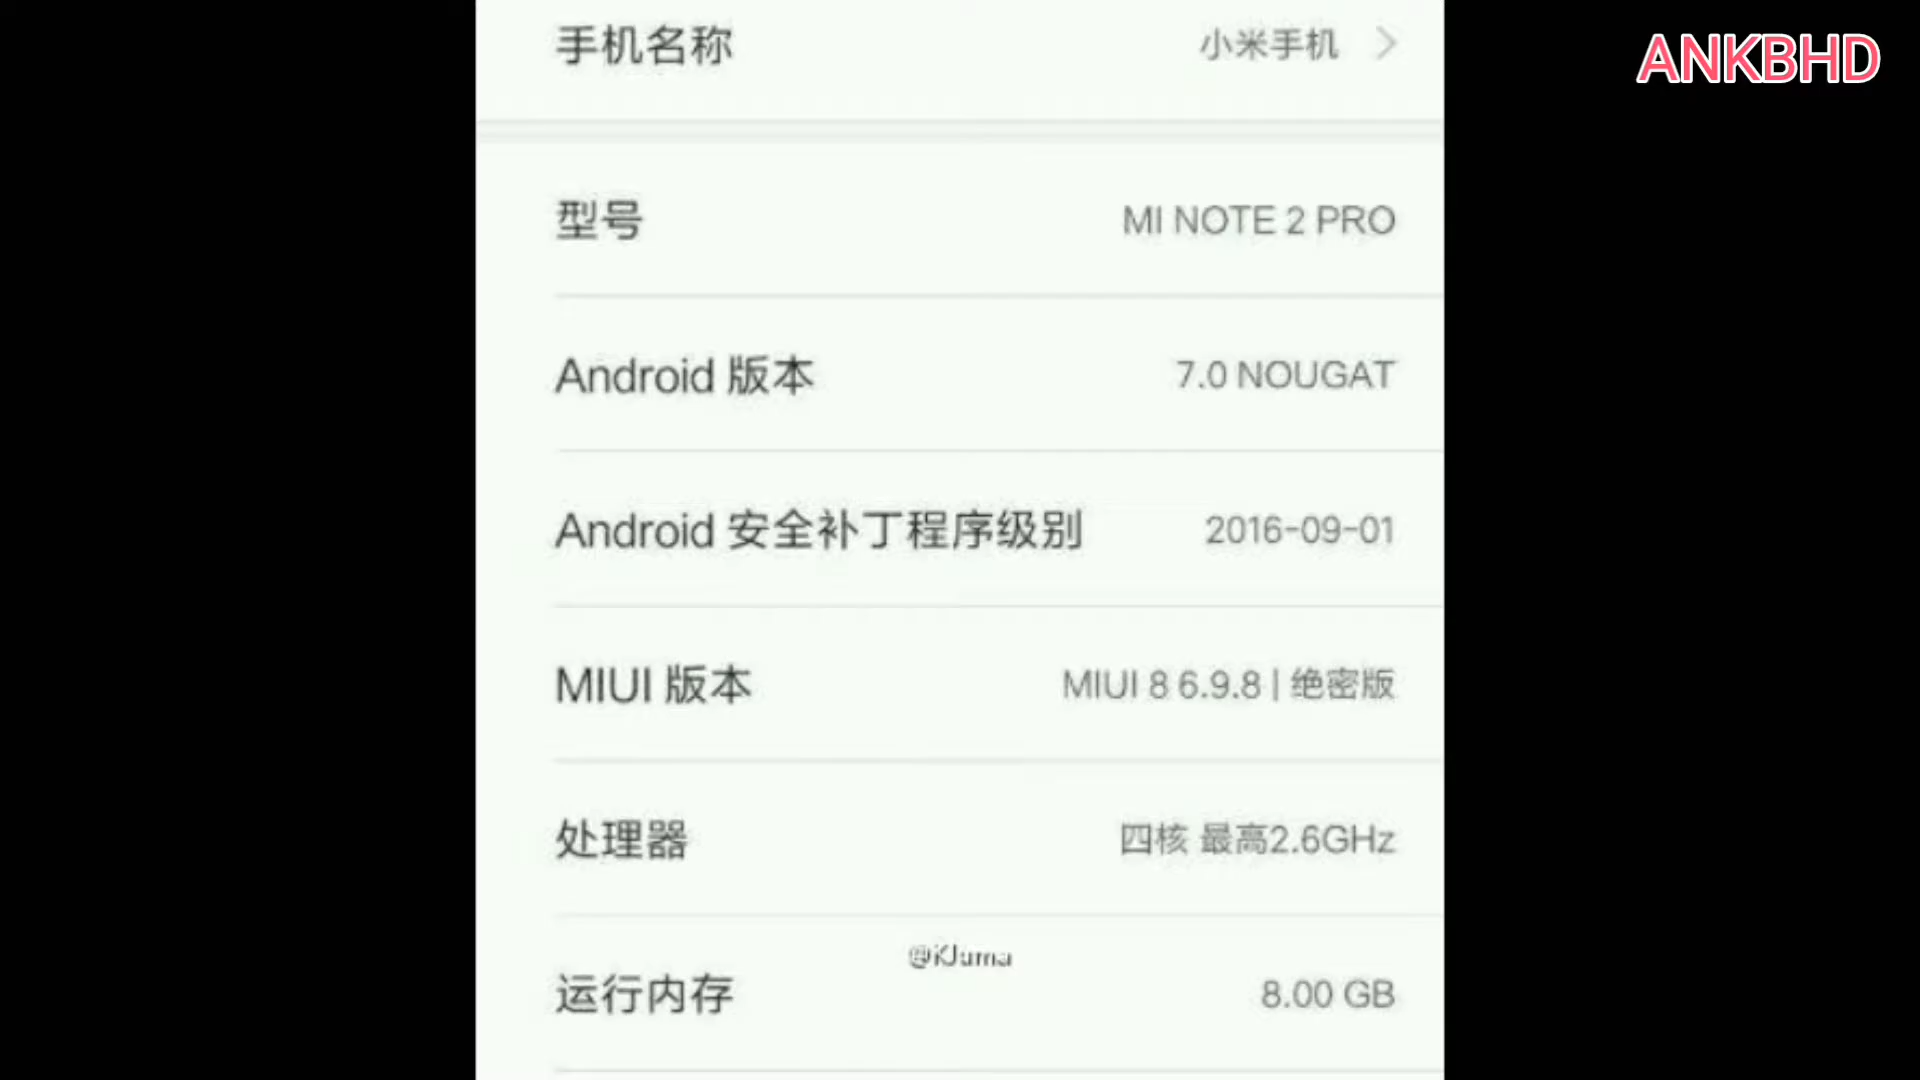 手机名称 小米手机
ANKBHD
型号 MI NOTE 2 PRO
Android 版本 7.0 NOUGAT
Android 安全补丁程序级别 2016-09-01
MIUI 版本 MIUI 8 6.9.8 | 绝密版
处理器 四核 最高2.6GHz
@iKJuma
运行内存 8.00 GB